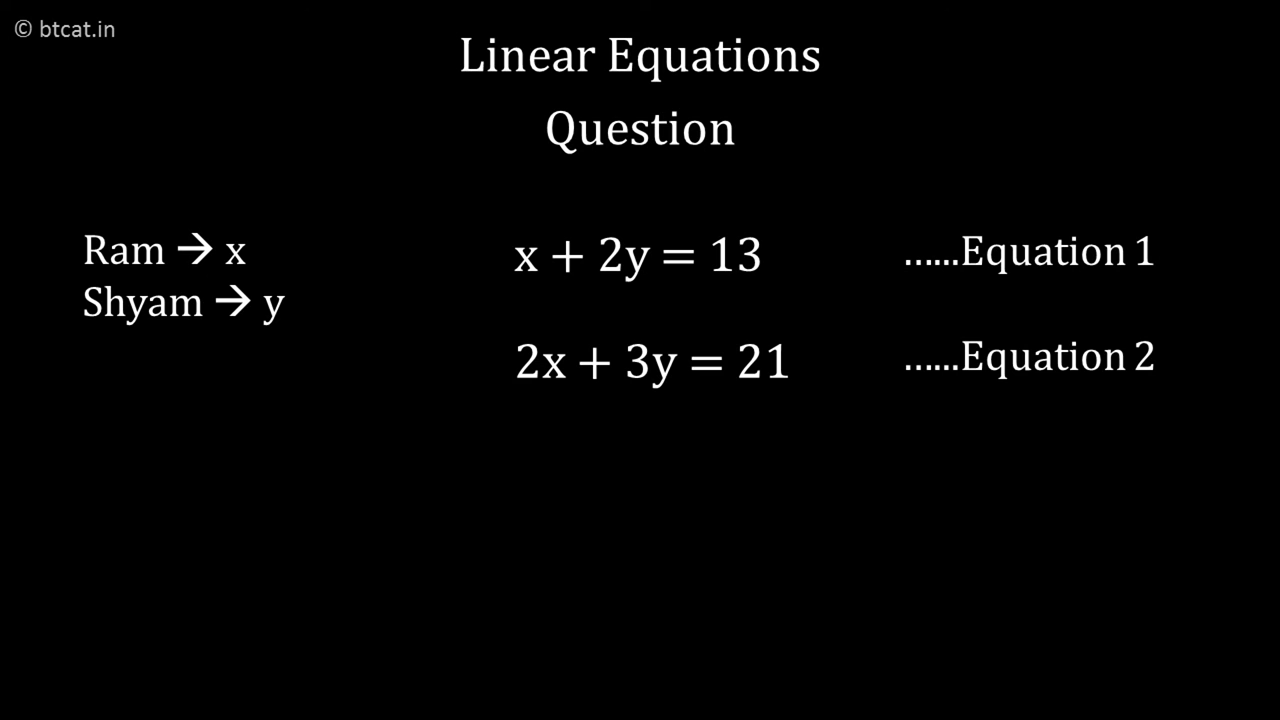 © btcat.in
Linear Equations
Question
Ram → x
Shyam → y
x + 2y = 13 ......Equation 1
2x + 3y = 21 ......Equation 2